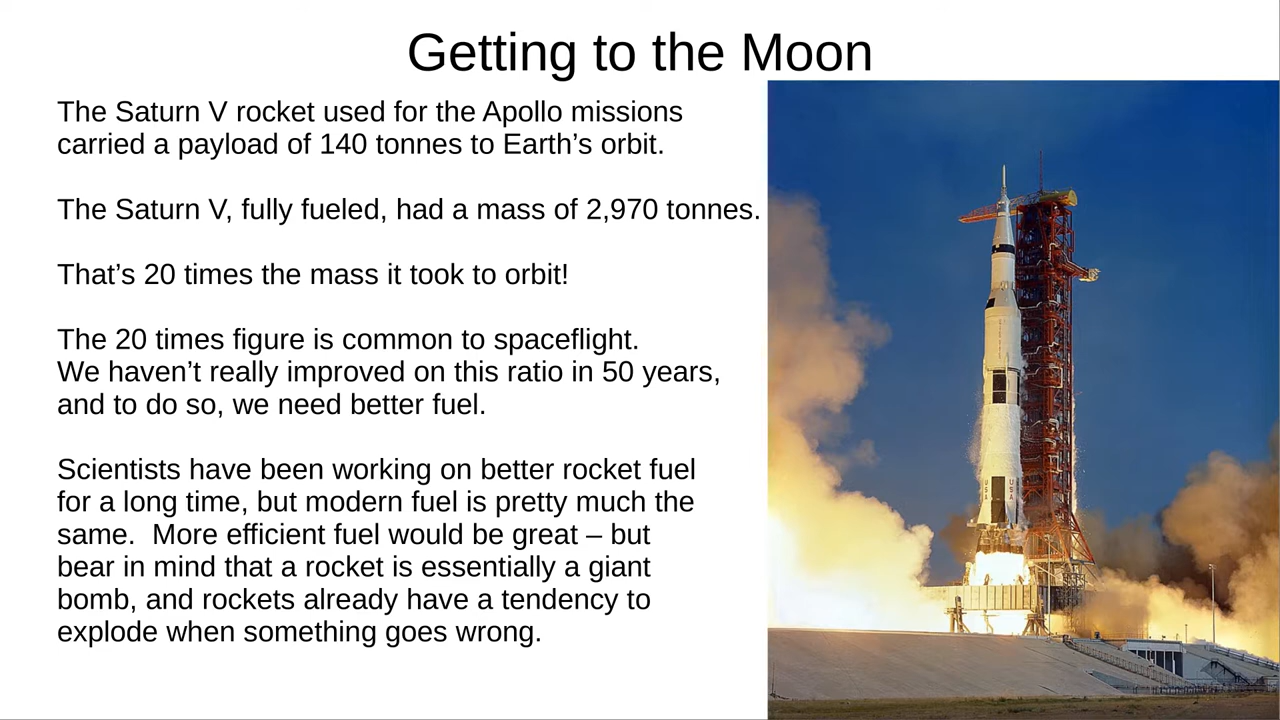 Getting to the Moon
The Saturn V rocket used for the Apollo missions
carried a payload of 140 tonnes to Earth’s orbit.
The Saturn V, fully fueled, had a mass of 2,970 tonnes.
That’s 20 times the mass it took to orbit!
The 20 times figure is common to spaceflight.
We haven’t really improved on this ratio in 50 years,
and to do so, we need better fuel.
Scientists have been working on better rocket fuel
for a long time, but modern fuel is pretty much the
same.  More efficient fuel would be great – but
bear in mind that a rocket is essentially a giant
bomb, and rockets already have a tendency to
explode when something goes wrong.
USA
USA